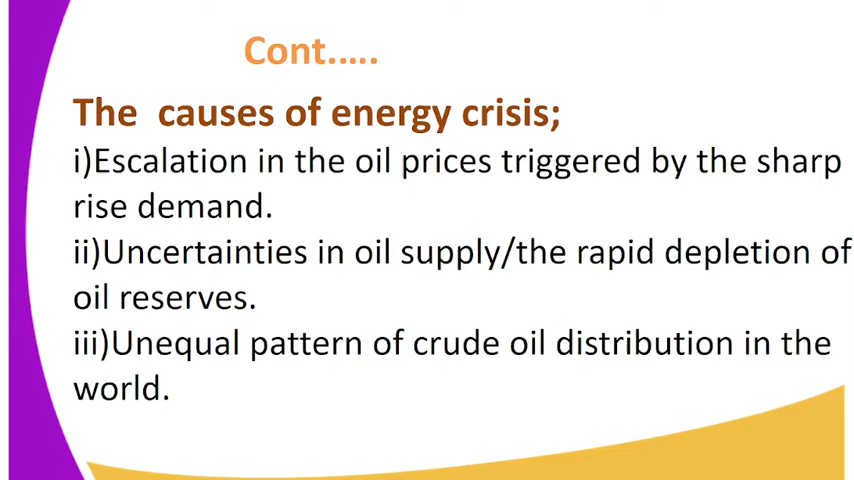 Cont.....
The  causes of energy crisis;
i)Escalation in the oil prices triggered by the sharp
rise demand.
ii)Uncertainties in oil supply/the rapid depletion of
oil reserves.
iii)Unequal pattern of crude oil distribution in the
world.